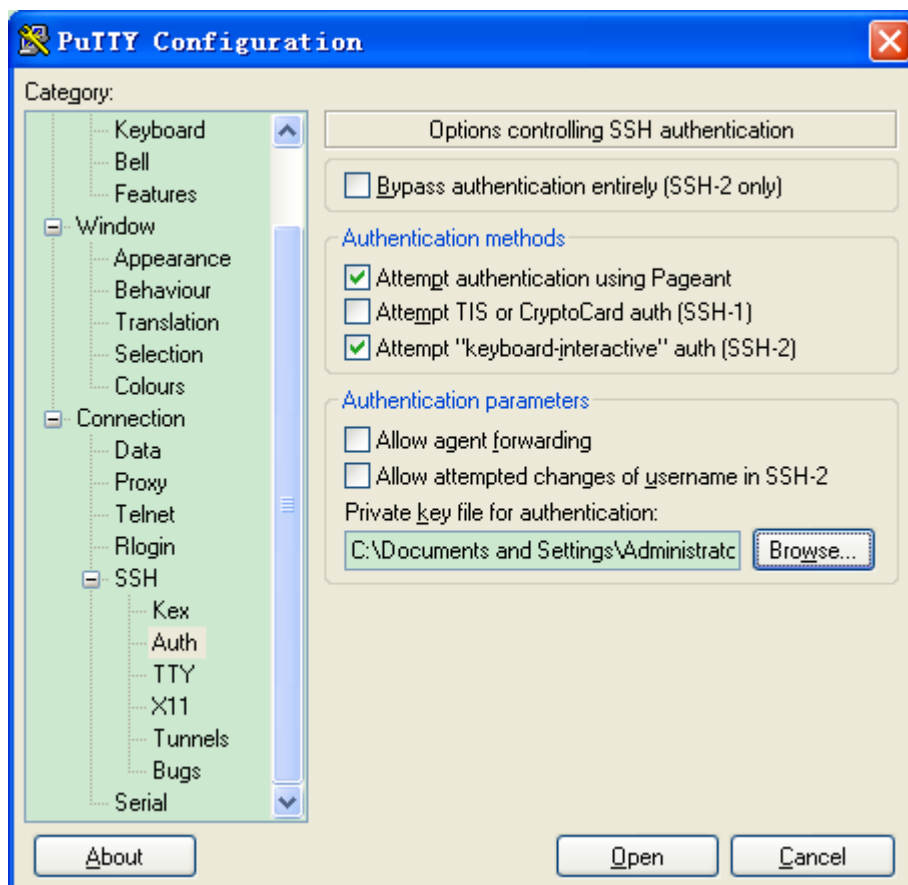 PuTTY Configuration
Category:
Keyboard
Bell
Features
Window
Appearance
Behaviour
Translation
Selection
Colours
Connection
Data
Proxy
Telnet
Rlogin
SSH
Kex
Auth
TTY
X11
Tunnels
Bugs
Serial
Options controlling SSH authentication
Bypass authentication entirely (SSH-2 only)
Authentication methods
Attempt authentication using Pageant
Attempt TIS or CryptoCard auth (SSH-1)
Attempt "keyboard-interactive" auth (SSH-2)
Authentication parameters
Allow agent forwarding
Allow attempted changes of username in SSH-2
Private key file for authentication:
C:\Documents and Settings\Administratc
Browse...
About
Open
Cancel